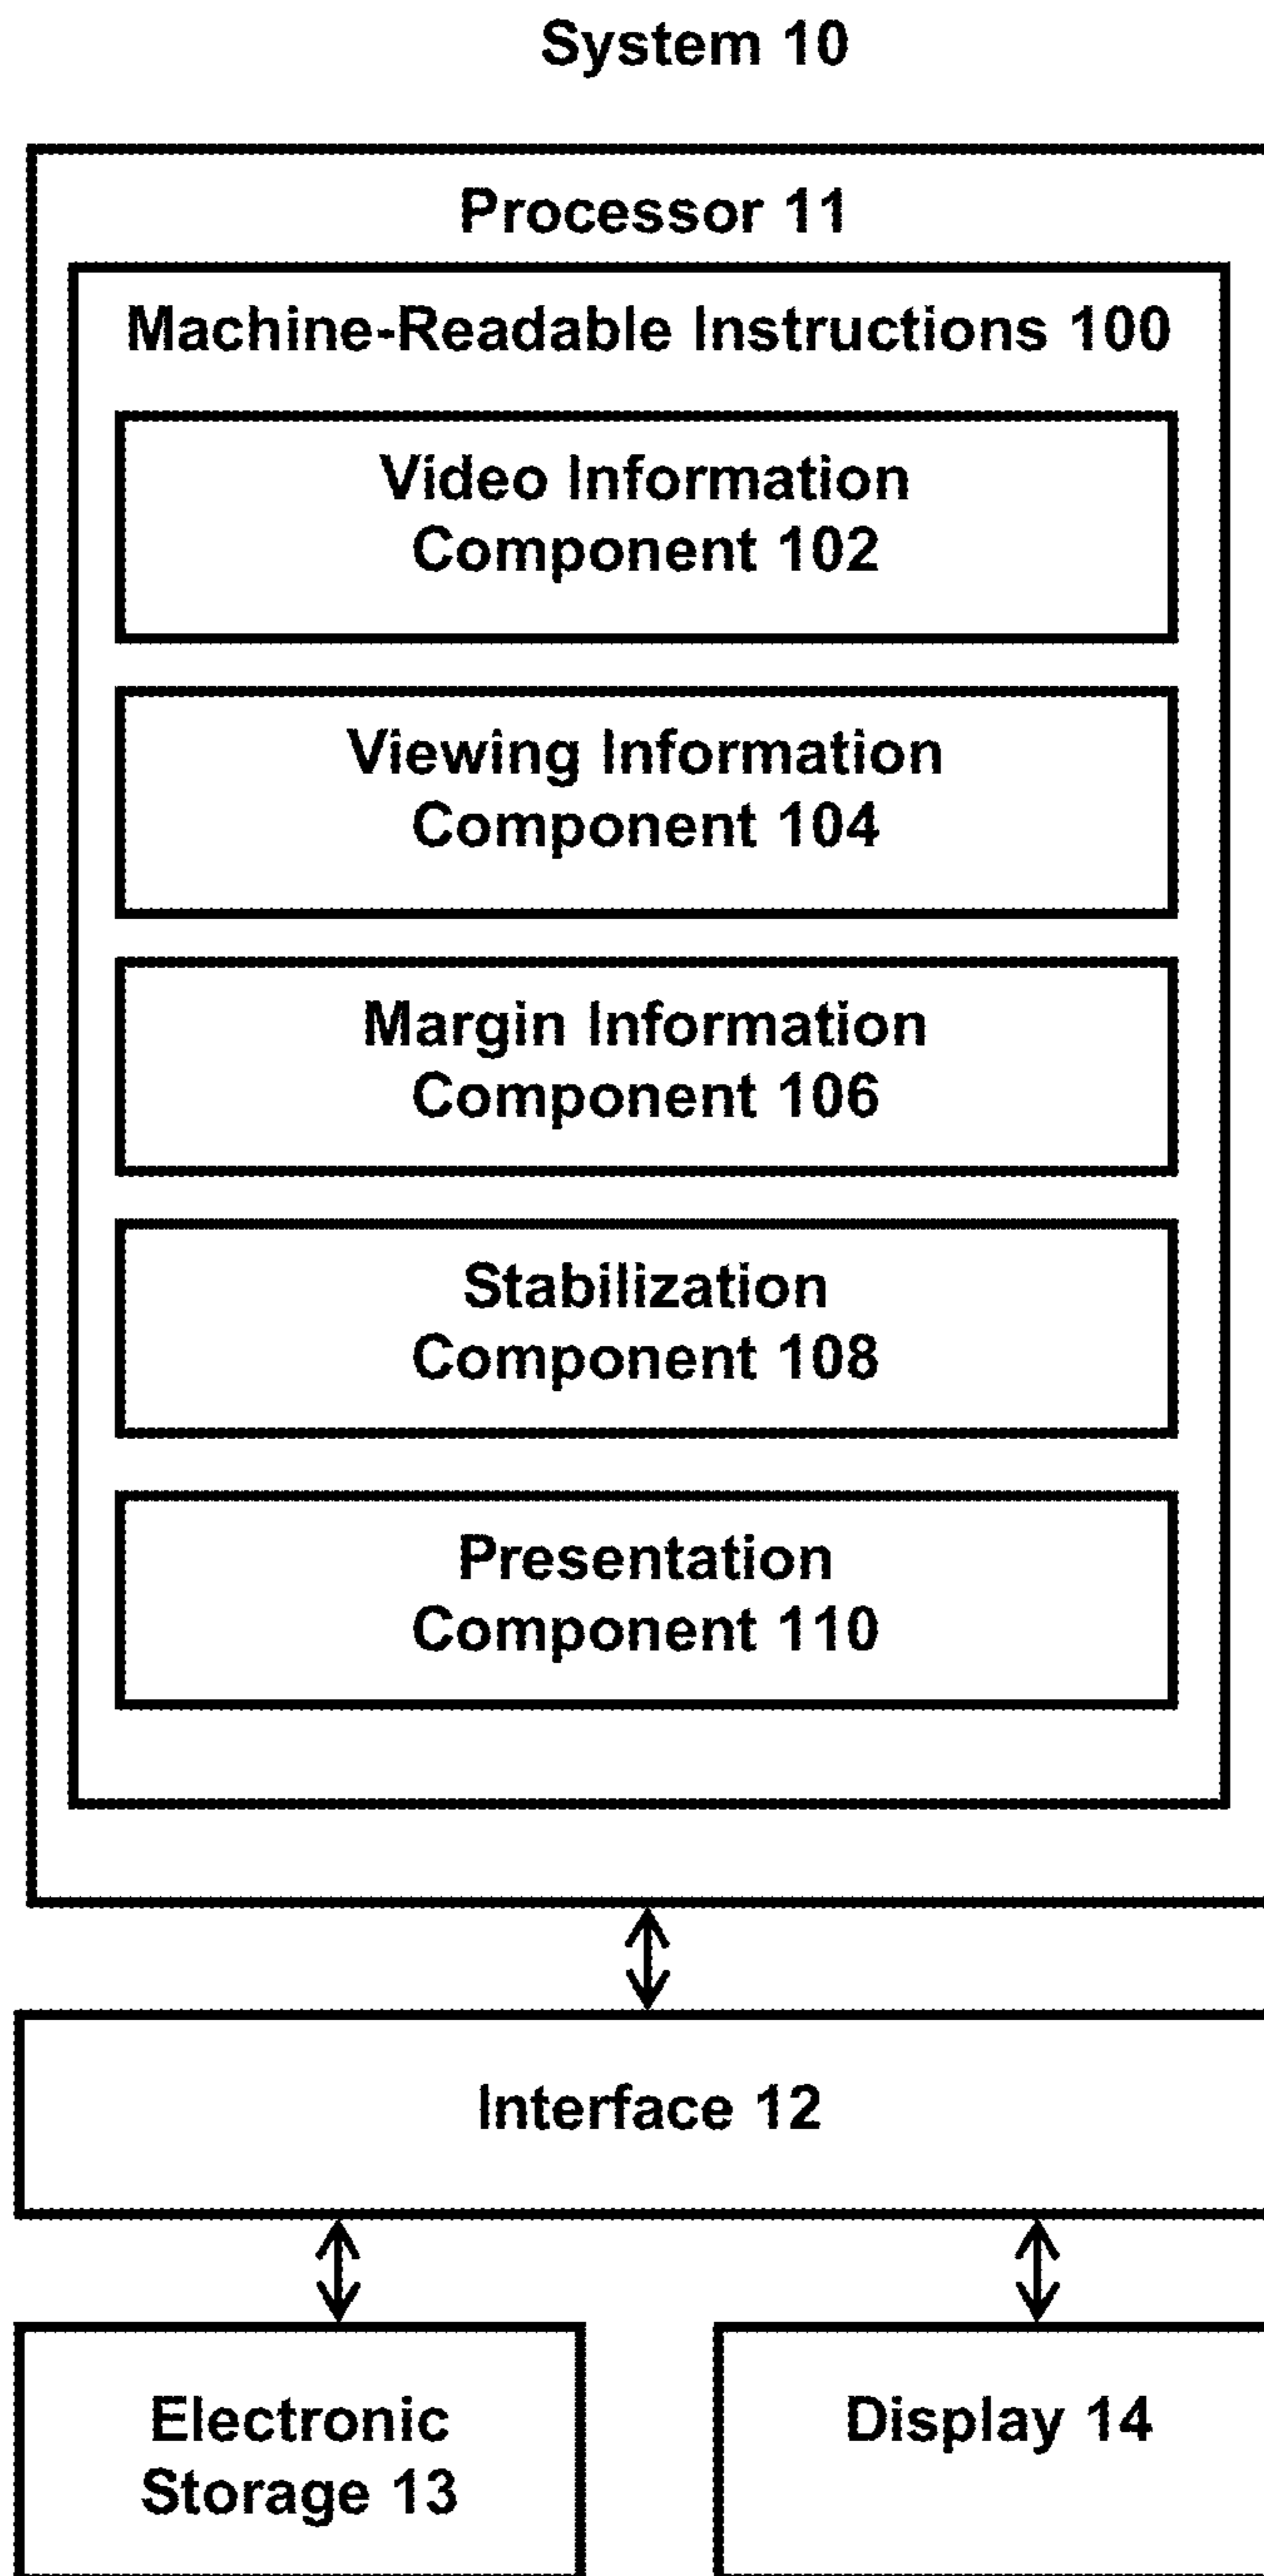 System 10
Processor 11
Machine-Readable Instructions 100
Video Information
Component 102
Viewing Information
Component 104
Margin Information
Component 106
Stabilization
Component 108
Presentation
Component 110
Interface 12
Electronic
Storage 13
Display 14